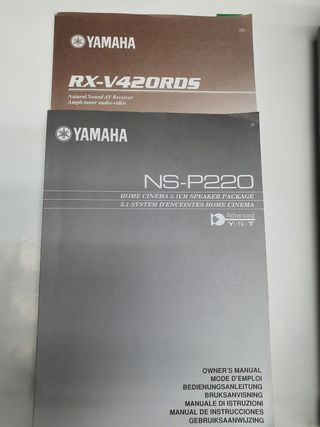 YAMAHA
RX-V420RDS
Natural Sound AV Receiver
Ampli-tuner audio-vidéo
YAMAHA
NS-P220
HOME CINEMA 5.1CH SPEAKER PACKAGE
5.1 SYSTEM D'ENCEINTES HOME CINEMA
Advanced
Y·S·T
OWNER'S MANUAL
MODE D'EMPLOI
BEDIENUNGSANLEITUNG
BRUKSANVISNING
MANUALE DI ISTRUZIONI
MANUAL DE INSTRUCCIONES
GEBRUIKSAANWIJZING